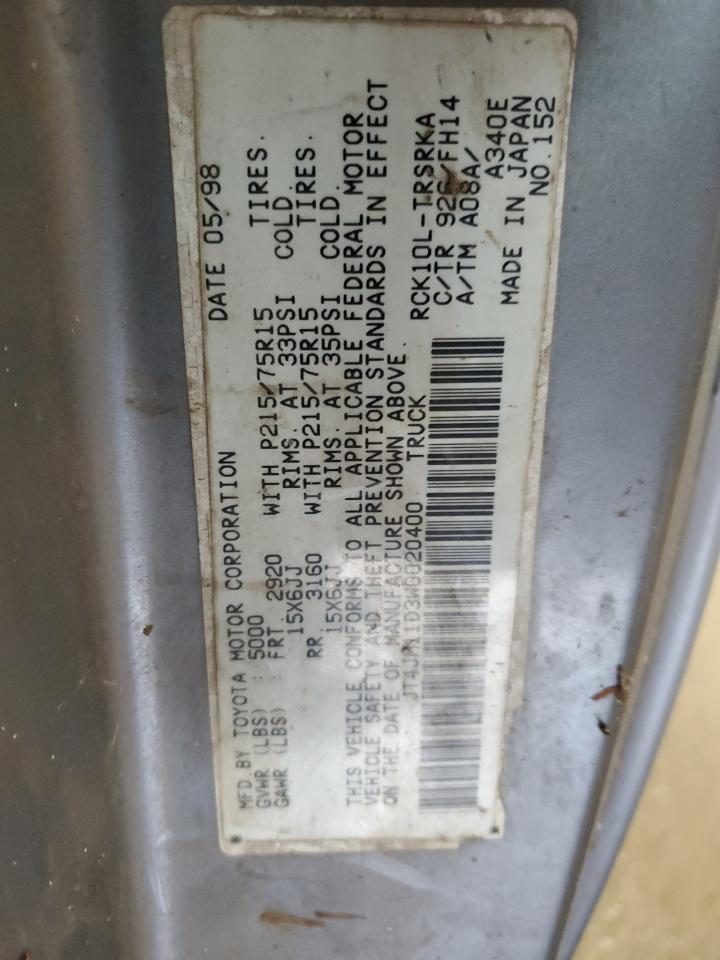 MFD. BY TOYOTA MOTOR CORPORATION DATE 05/98
GVWR (LBS) : 5000
GAWR (LBS) : FRT. 2920 WITH P215/75R15 TIRES.
15X6JJ RIMS. AT 33PSI COLD.
RR. 3160 WITH P215/75R15 TIRES.
15X6JJ RIMS. AT 35PSI COLD.
THIS VEHICLE CONFORMS TO ALL APPLICABLE FEDERAL MOTOR
VEHICLE SAFETY AND THEFT PREVENTION STANDARDS IN EFFECT
ON THE DATE OF MANUFACTURE SHOWN ABOVE.
TRUCK RCK10L-TRSRKA
C/TR 926/FH14
A/TM A08A/ A340E
MADE IN JAPAN
NO.152